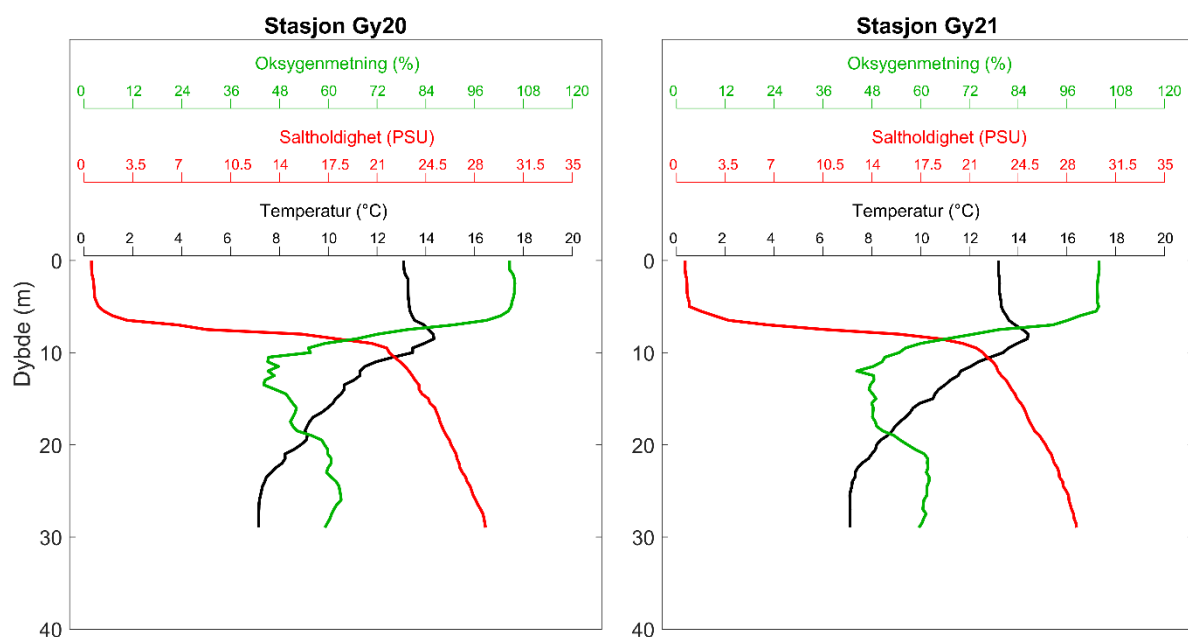 Stasjon Gy20
Oksygenmetning (%)
0 12 24 36 48 60 72 84 96 108 120
Saltholdighet (PSU)
0 3.5 7 10.5 14 17.5 21 24.5 28 31.5 35
Temperatur (°C)
0 2 4 6 8 10 12 14 16 18 20
Dybde (m)
0
10
20
30
40
Stasjon Gy21
Oksygenmetning (%)
0 12 24 36 48 60 72 84 96 108 120
Saltholdighet (PSU)
0 3.5 7 10.5 14 17.5 21 24.5 28 31.5 35
Temperatur (°C)
0 2 4 6 8 10 12 14 16 18 20
0
10
20
30
40